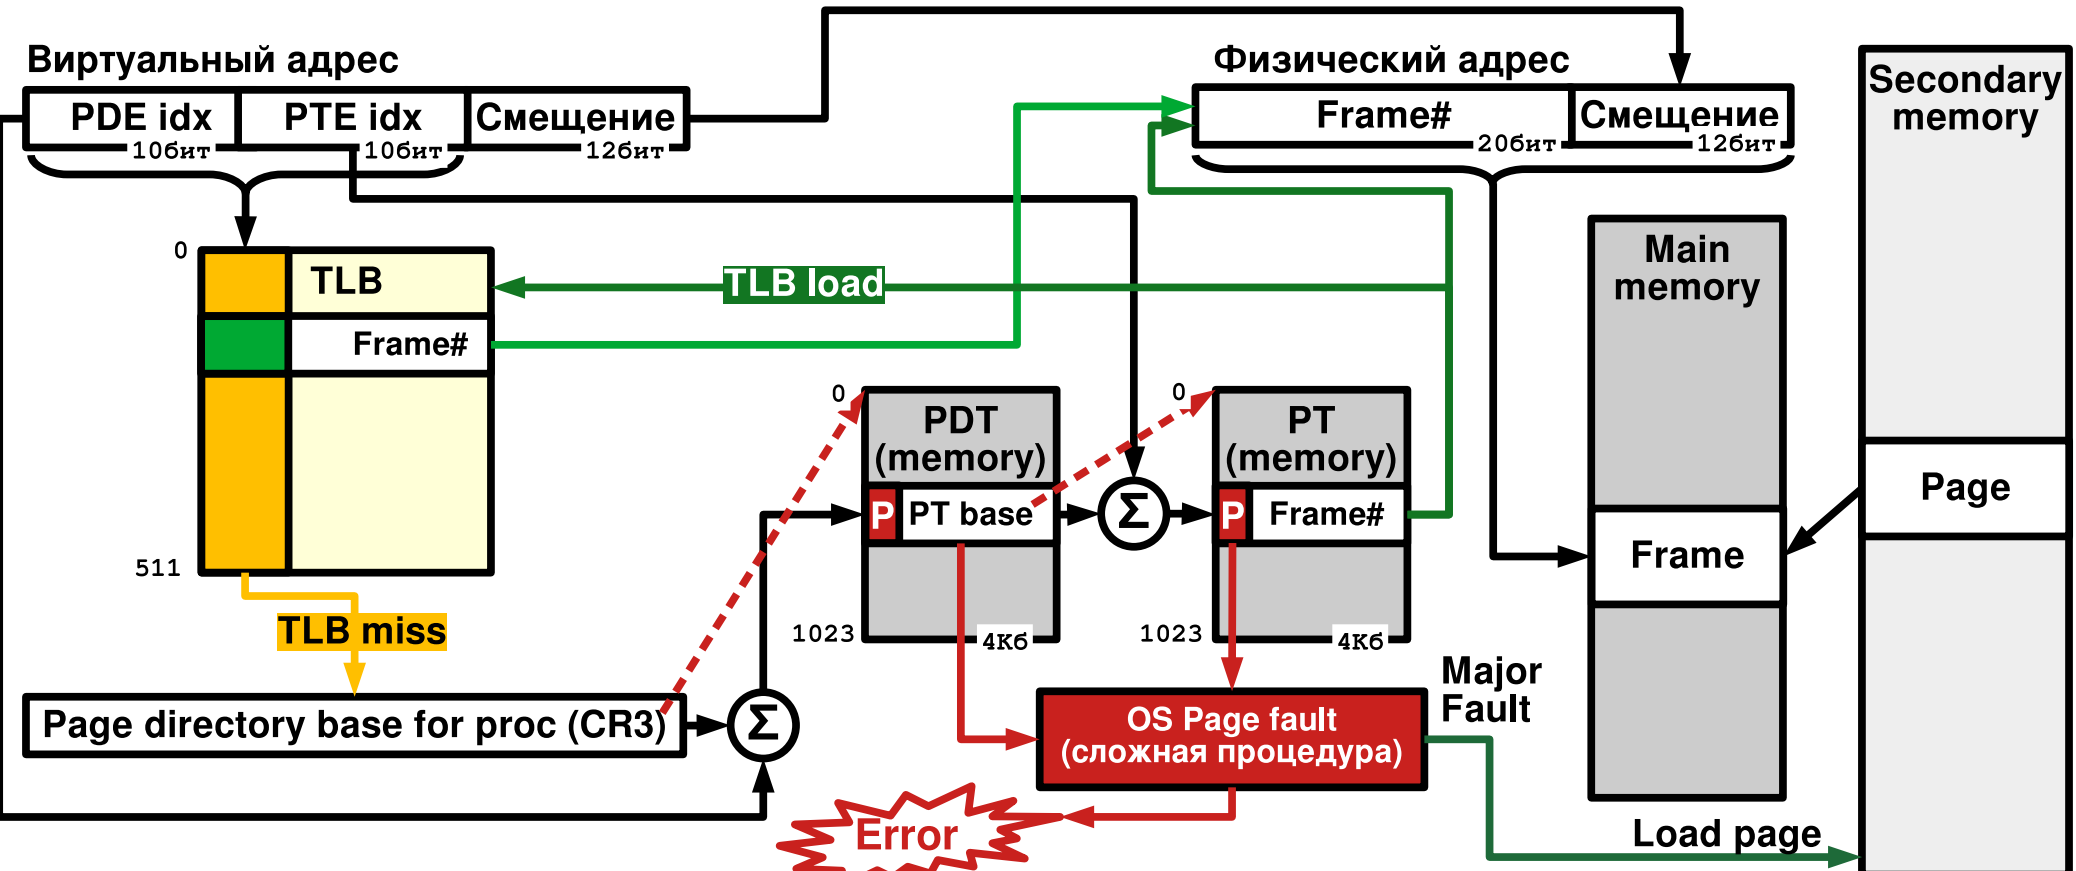 Виртуальный адрес
PDE idx
10бит
PTE idx
10бит
Смещение
12бит
Физический адрес
Frame#
20бит
Смещение
12бит
Secondary
memory
Page
Main
memory
Frame
0
TLB
Frame#
511
TLB load
TLB miss
0
PDT
(memory)
P
PT base
1023
4Кб
Σ
0
PT
(memory)
P
Frame#
1023
4Кб
Page directory base for proc (CR3)
Σ
OS Page fault
(сложная процедура)
Major
Fault
Error
Load page